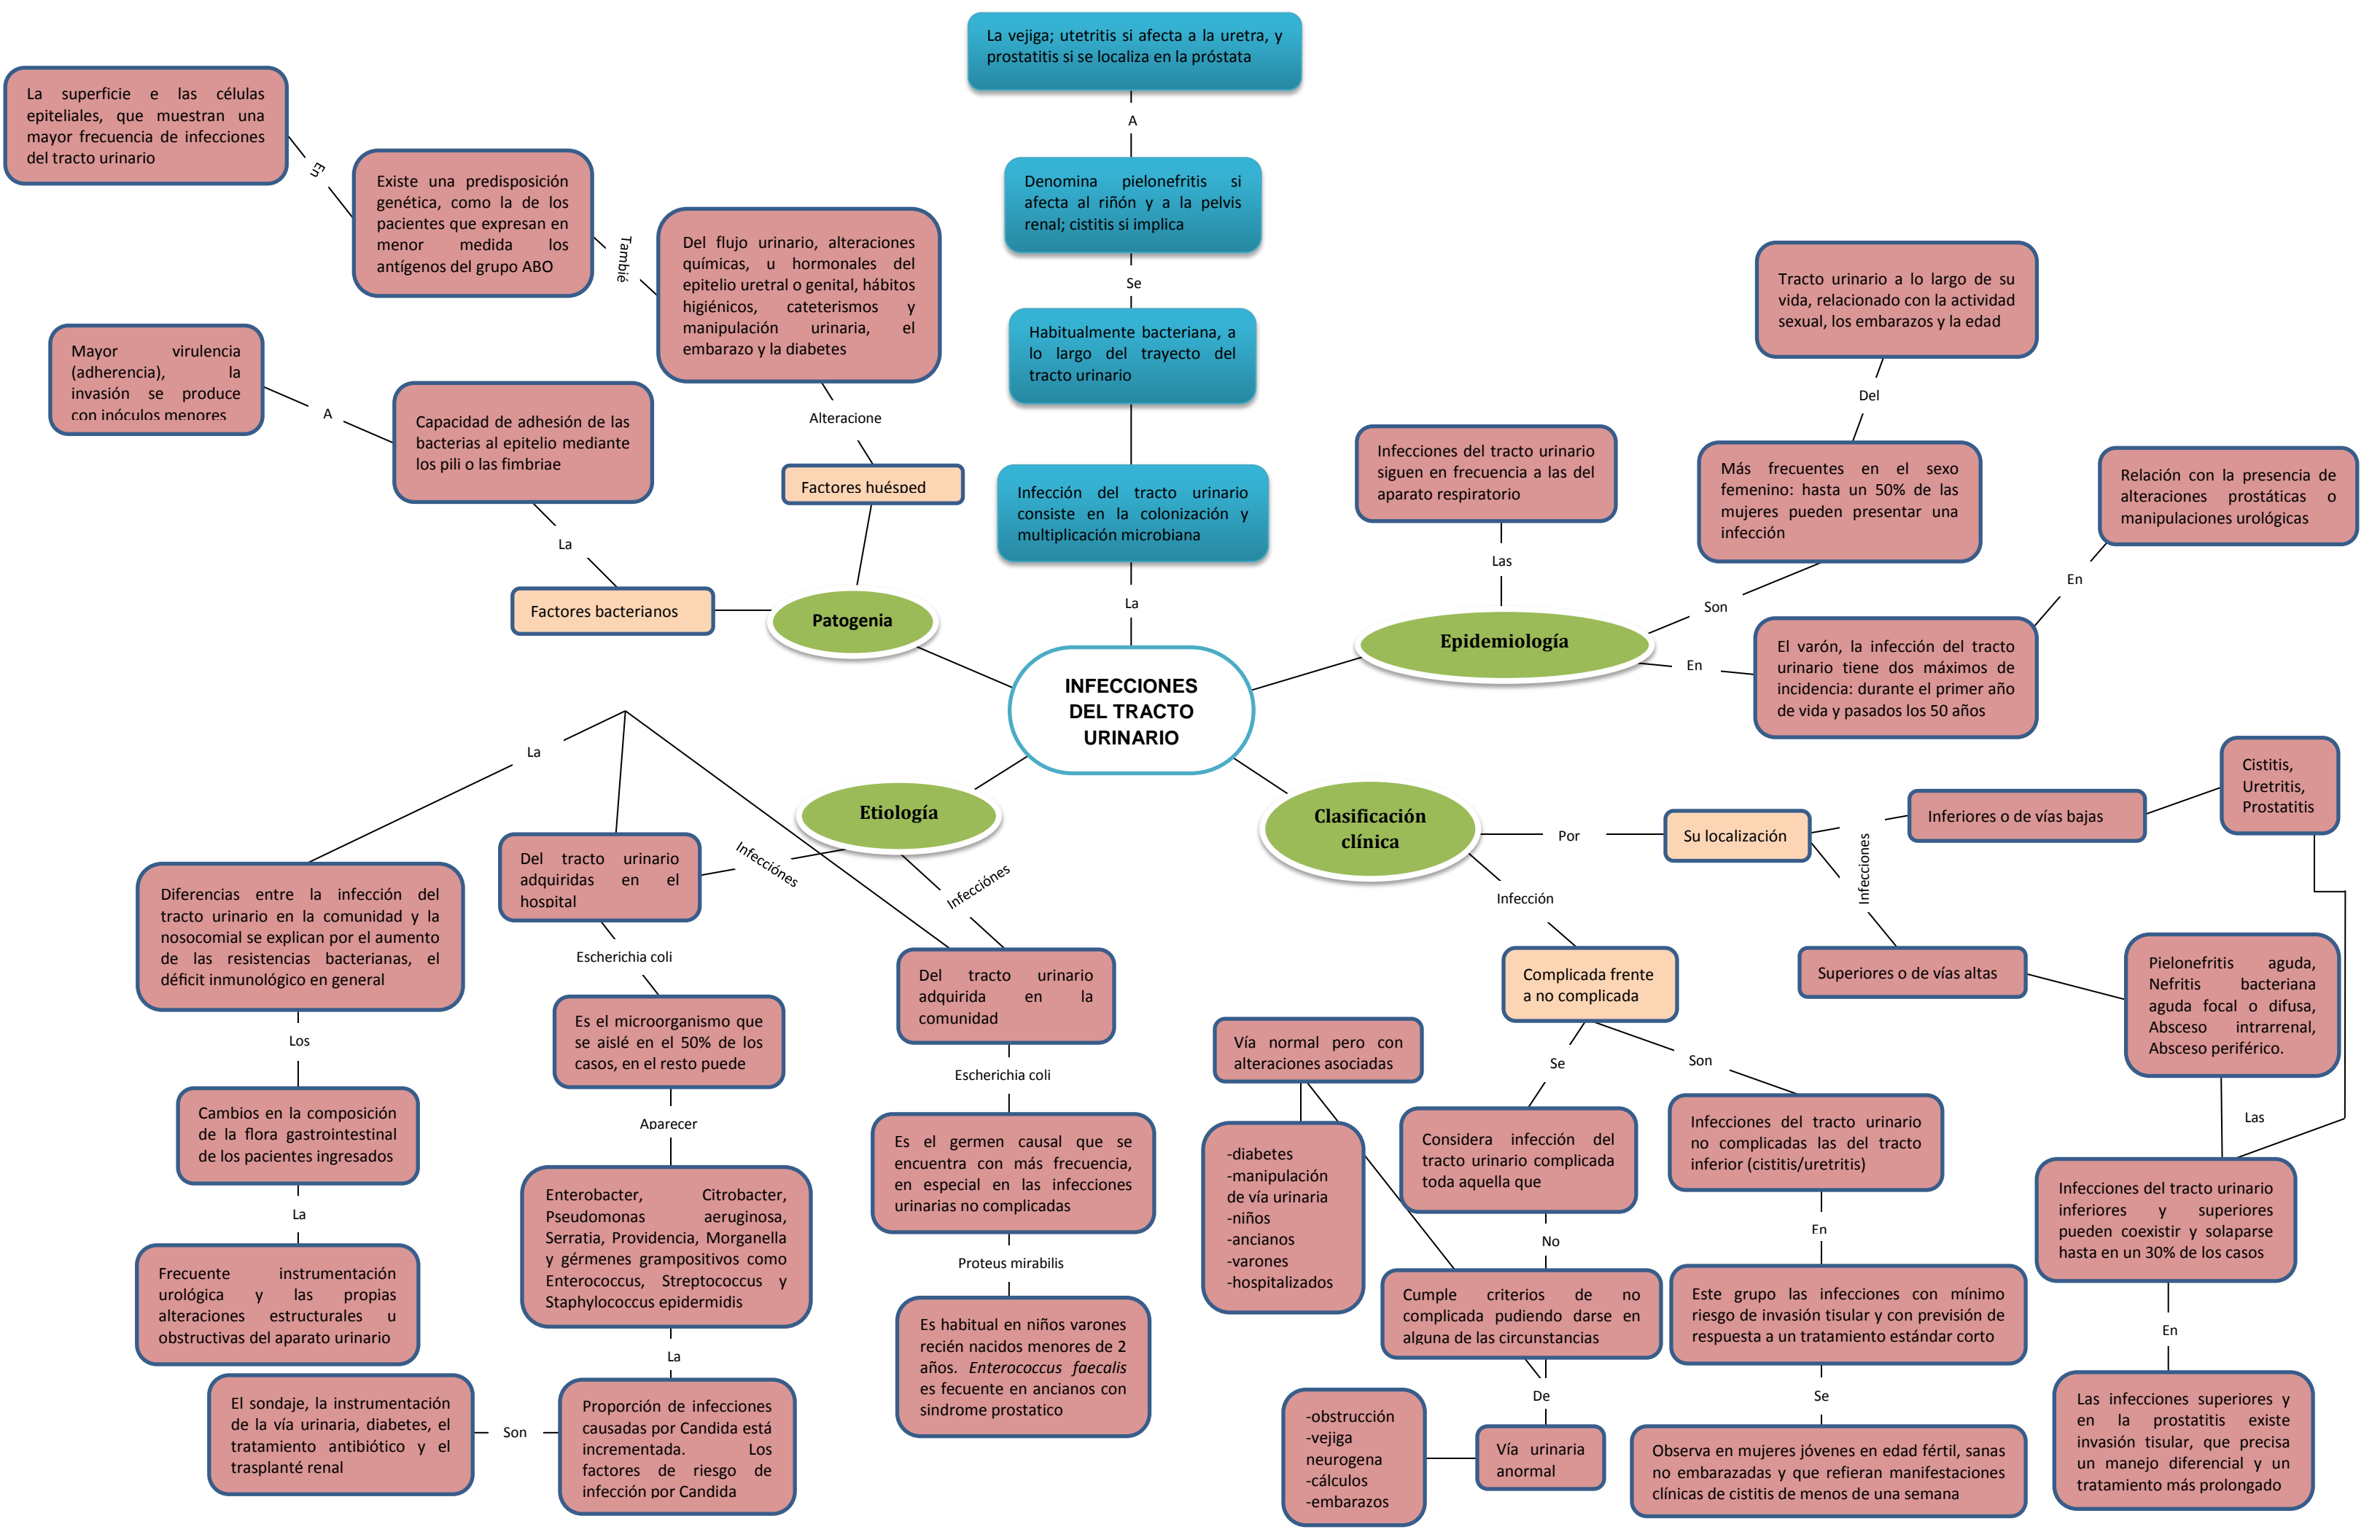 La vejiga; utetritis si afecta a la uretra, y
prostatitis si se localiza en la próstata
A
Denomina pielonefritis si
afecta al riñón y a la pelvis
renal; cistitis si implica
Se
Habitualmente bacteriana, a
lo largo del trayecto del
tracto urinario
Infección del tracto urinario
consiste en la colonización y
multiplicación microbiana
La
INFECCIONES
DEL TRACTO
URINARIO
La superficie e las células
epiteliales, que muestran una
mayor frecuencia de infecciones
del tracto urinario
En
Existe una predisposición
genética, como la de los
pacientes que expresan en
menor medida los
antígenos del grupo ABO
Tambié
Del flujo urinario, alteraciones
químicas, u hormonales del
epitelio uretral o genital, hábitos
higiénicos, cateterismos y
manipulación urinaria, el
embarazo y la diabetes
Alteracione
Factores huésped
Mayor virulencia
(adherencia), la
invasión se produce
con inóculos menores
A
Capacidad de adhesión de las
bacterias al epitelio mediante
los pili o las fimbriae
La
Factores bacterianos
Patogenia
Tracto urinario a lo largo de su
vida, relacionado con la actividad
sexual, los embarazos y la edad
Del
Infecciones del tracto urinario
siguen en frecuencia a las del
aparato respiratorio
Las
Más frecuentes en el sexo
femenino: hasta un 50% de las
mujeres pueden presentar una
infección
Son
Relación con la presencia de
alteraciones prostáticas o
manipulaciones urológicas
En
Epidemiología
En
El varón, la infección del tracto
urinario tiene dos máximos de
incidencia: durante el primer año
de vida y pasados los 50 años
La
Etiología
Infecciónes
Infecciónes
Diferencias entre la infección del
tracto urinario en la comunidad y la
nosocomial se explican por el aumento
de las resistencias bacterianas, el
déficit inmunológico en general
Los
Cambios en la composición
de la flora gastrointestinal
de los pacientes ingresados
La
Frecuente instrumentación
urológica y las propias
alteraciones estructurales u
obstructivas del aparato urinario
Del tracto urinario
adquiridas en el
hospital
Escherichia coli
Es el microorganismo que
se aislé en el 50% de los
casos, en el resto puede
Aparecer
Enterobacter, Citrobacter,
Pseudomonas aeruginosa,
Serratia, Providencia, Morganella
y gérmenes grampositivos como
Enterococcus, Streptococcus y
Staphylococcus epidermidis
La
Proporción de infecciones
causadas por Candida está
incrementada. Los
factores de riesgo de
infección por Candida
Son
El sondaje, la instrumentación
de la vía urinaria, diabetes, el
tratamiento antibiótico y el
trasplanté renal
Del tracto urinario
adquirida en la
comunidad
Escherichia coli
Es el germen causal que se
encuentra con más frecuencia,
en especial en las infecciones
urinarias no complicadas
Proteus mirabilis
Es habitual en niños varones
recién nacidos menores de 2
años. Enterococcus faecalis
es fecuente en ancianos con
sindrome prostatico
Clasificación
clínica
Por
Su localización
Infecciones
Inferiores o de vías bajas
Cistitis,
Uretritis,
Prostatitis
Superiores o de vías altas
Pielonefritis aguda,
Nefritis bacteriana
aguda focal o difusa,
Absceso intrarrenal,
Absceso periférico.
Las
Infecciones del tracto urinario
inferiores y superiores
pueden coexistir y solaparse
hasta en un 30% de los casos
En
Las infecciones superiores y
en la prostatitis existe
invasión tisular, que precisa
un manejo diferencial y un
tratamiento más prolongado
Infección
Complicada frente
a no complicada
Se
Son
Considera infección del
tracto urinario complicada
toda aquella que
No
Cumple criterios de no
complicada pudiendo darse en
alguna de las circunstancias
De
Vía urinaria
anormal
-obstrucción
-vejiga
neurogena
-cálculos
-embarazos
Vía normal pero con
alteraciones asociadas
-diabetes
-manipulación
de vía urinaria
-niños
-ancianos
-varones
-hospitalizados
Infecciones del tracto urinario
no complicadas las del tracto
inferior (cistitis/uretritis)
En
Este grupo las infecciones con mínimo
riesgo de invasión tisular y con previsión de
respuesta a un tratamiento estándar corto
Se
Observa en mujeres jóvenes en edad fértil, sanas
no embarazadas y que refieran manifestaciones
clínicas de cistitis de menos de una semana